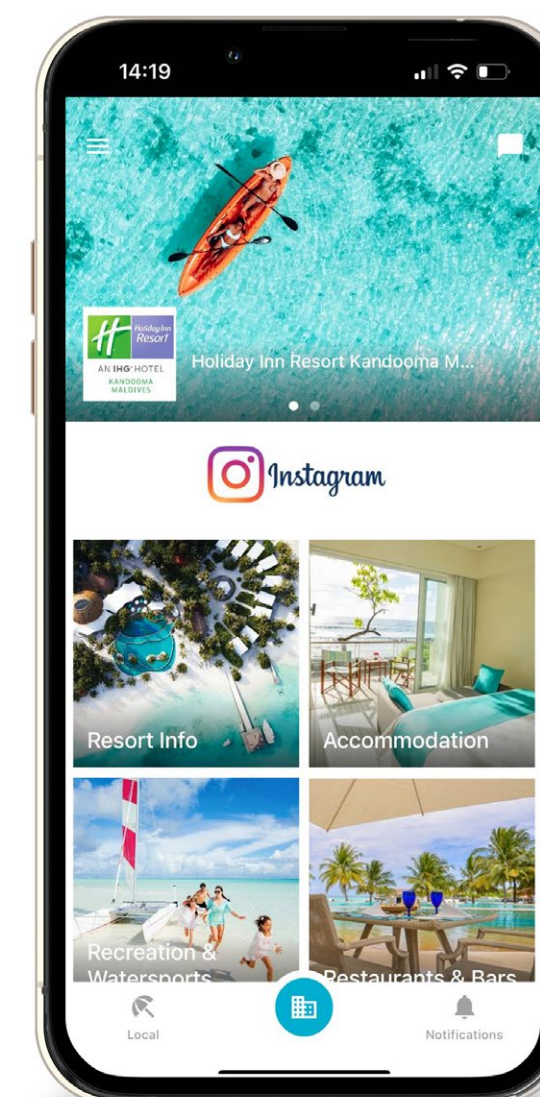 14:19
Holiday Inn
Resort
AN IHG HOTEL
KANDOOMA
MALDIVES
Holiday Inn Resort Kandooma M...
Instagram
Resort Info
Accommodation
Recreation &
Watersports
Restaurants & Bars
Local
Notifications